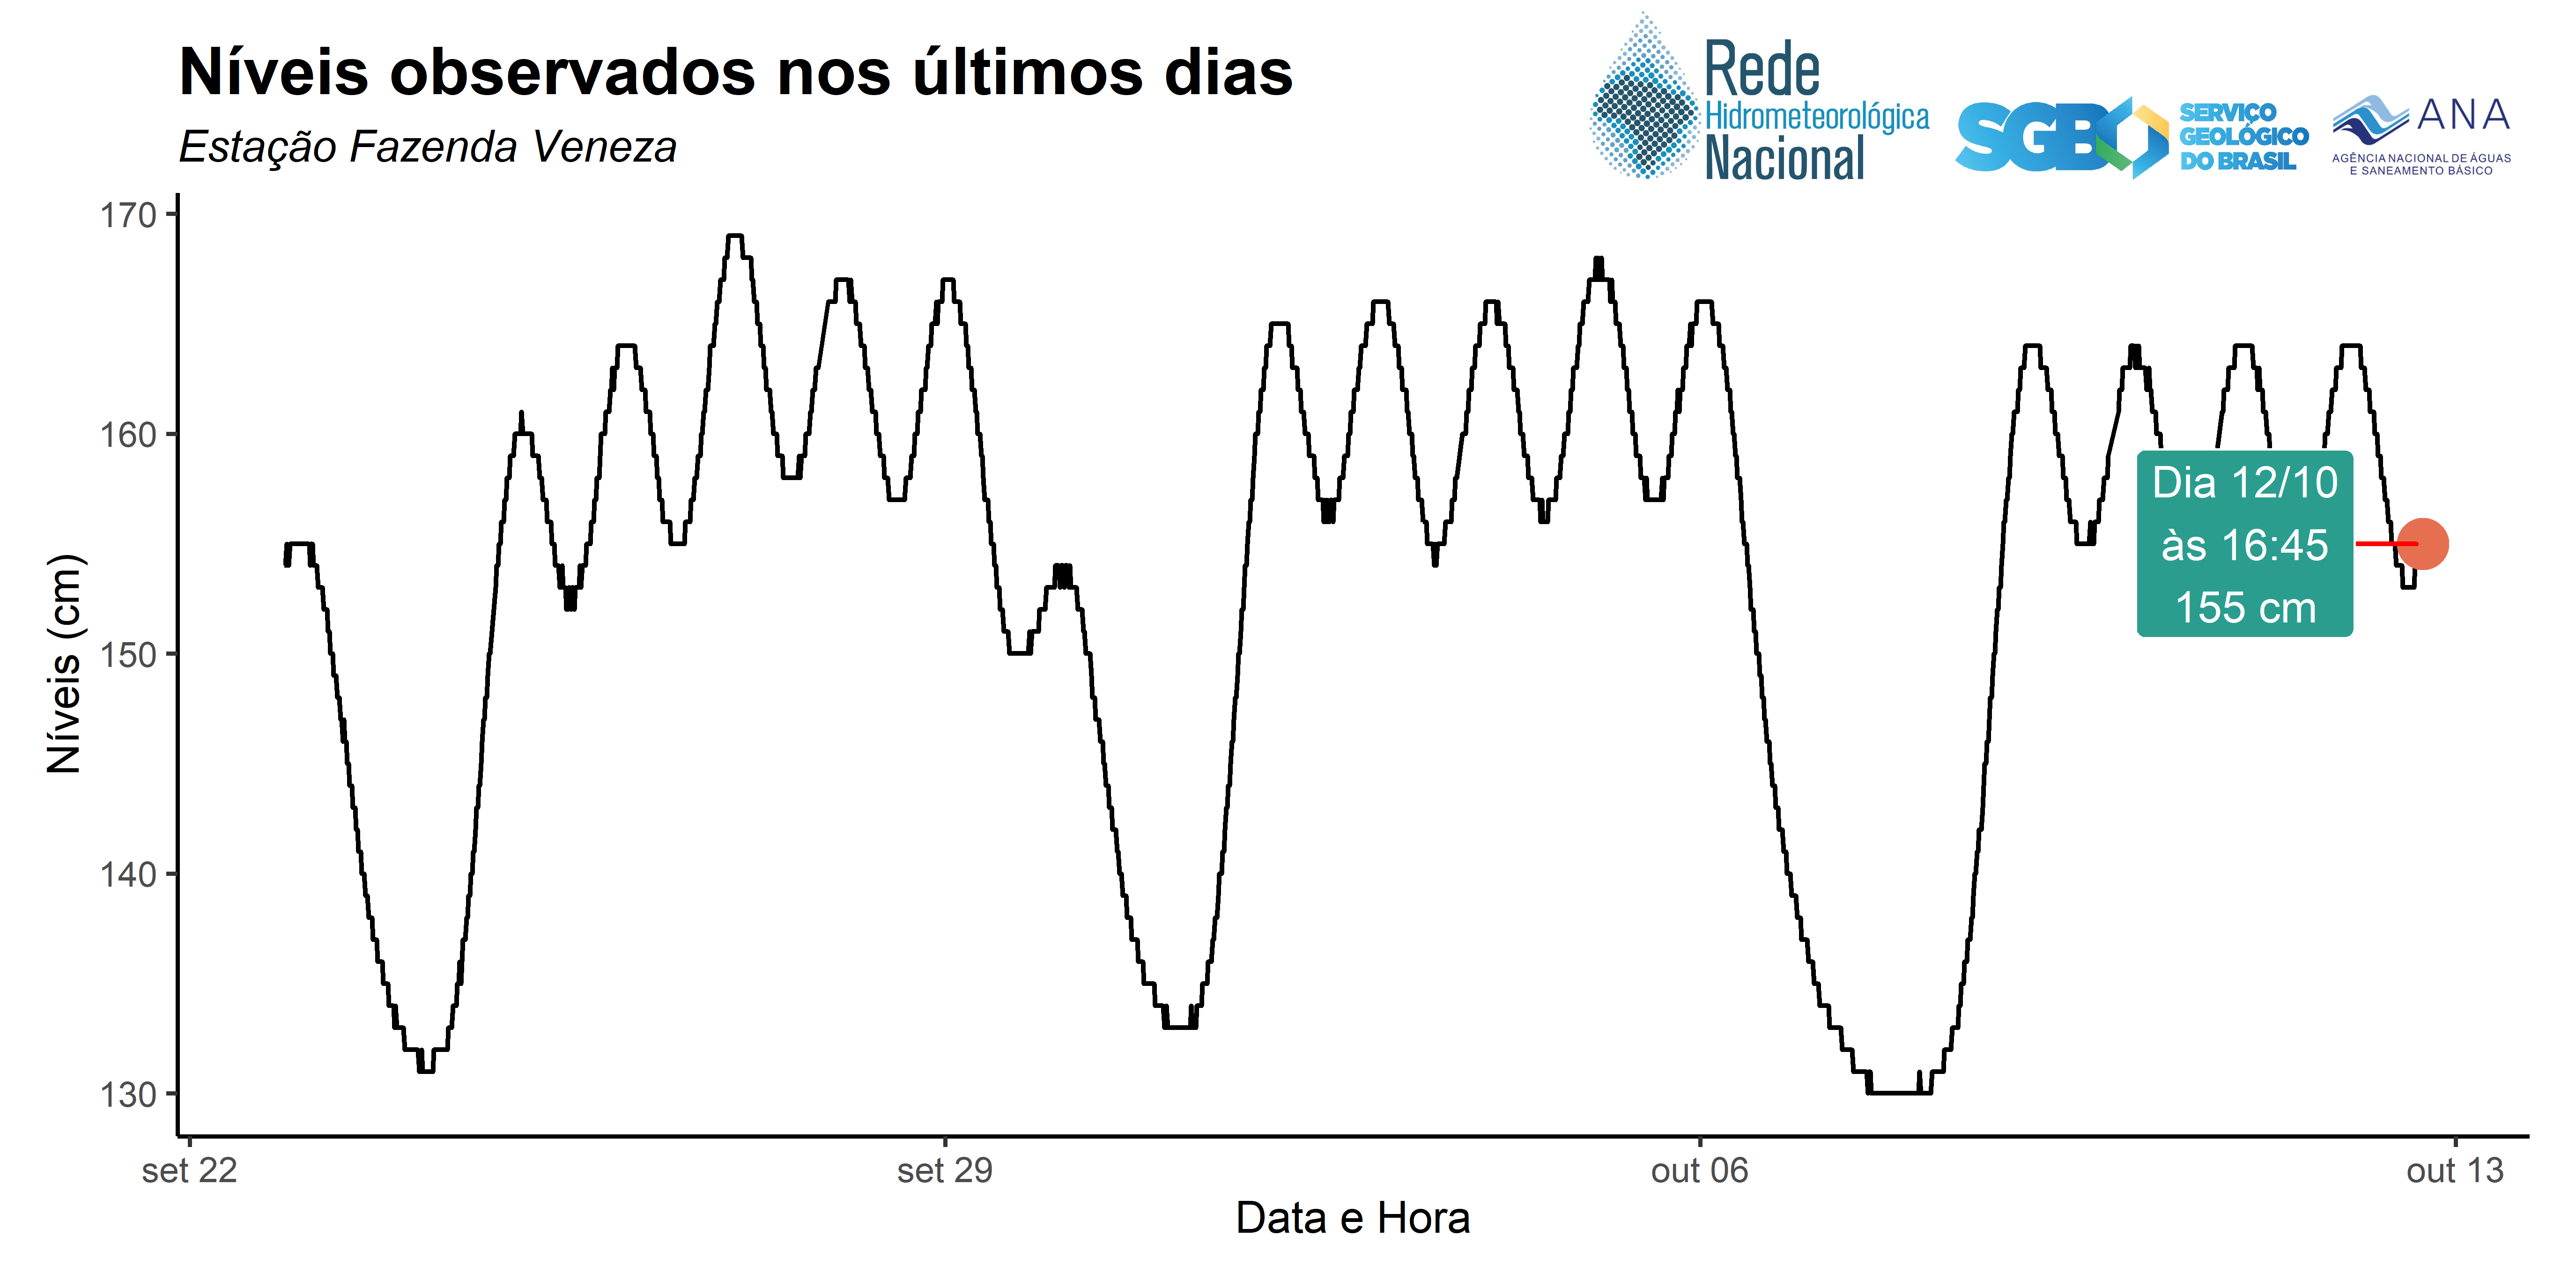 Níveis observados nos últimos dias
Estação Fazenda Veneza
Rede
Hidrometeorológica
Nacional
SGB
SERVIÇO
GEOLÓGICO
DO BRASIL
ANA
AGÊNCIA NACIONAL DE ÁGUAS
E SANEAMENTO BÁSICO
170
160
150
140
130
Níveis (cm)
Dia 12/10
às 16:45
155 cm
set 22
set 29
out 06
out 13
Data e Hora